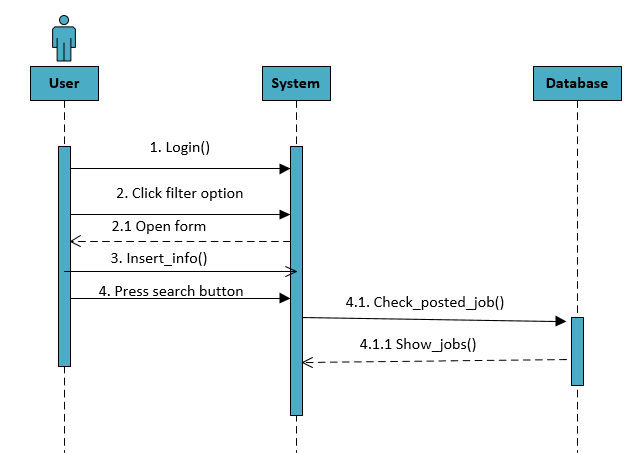 User
System
Database
1. Login()
2. Click filter option
2.1 Open form
3. Insert_info()
4. Press search button
4.1. Check_posted_job()
4.1.1 Show_jobs()